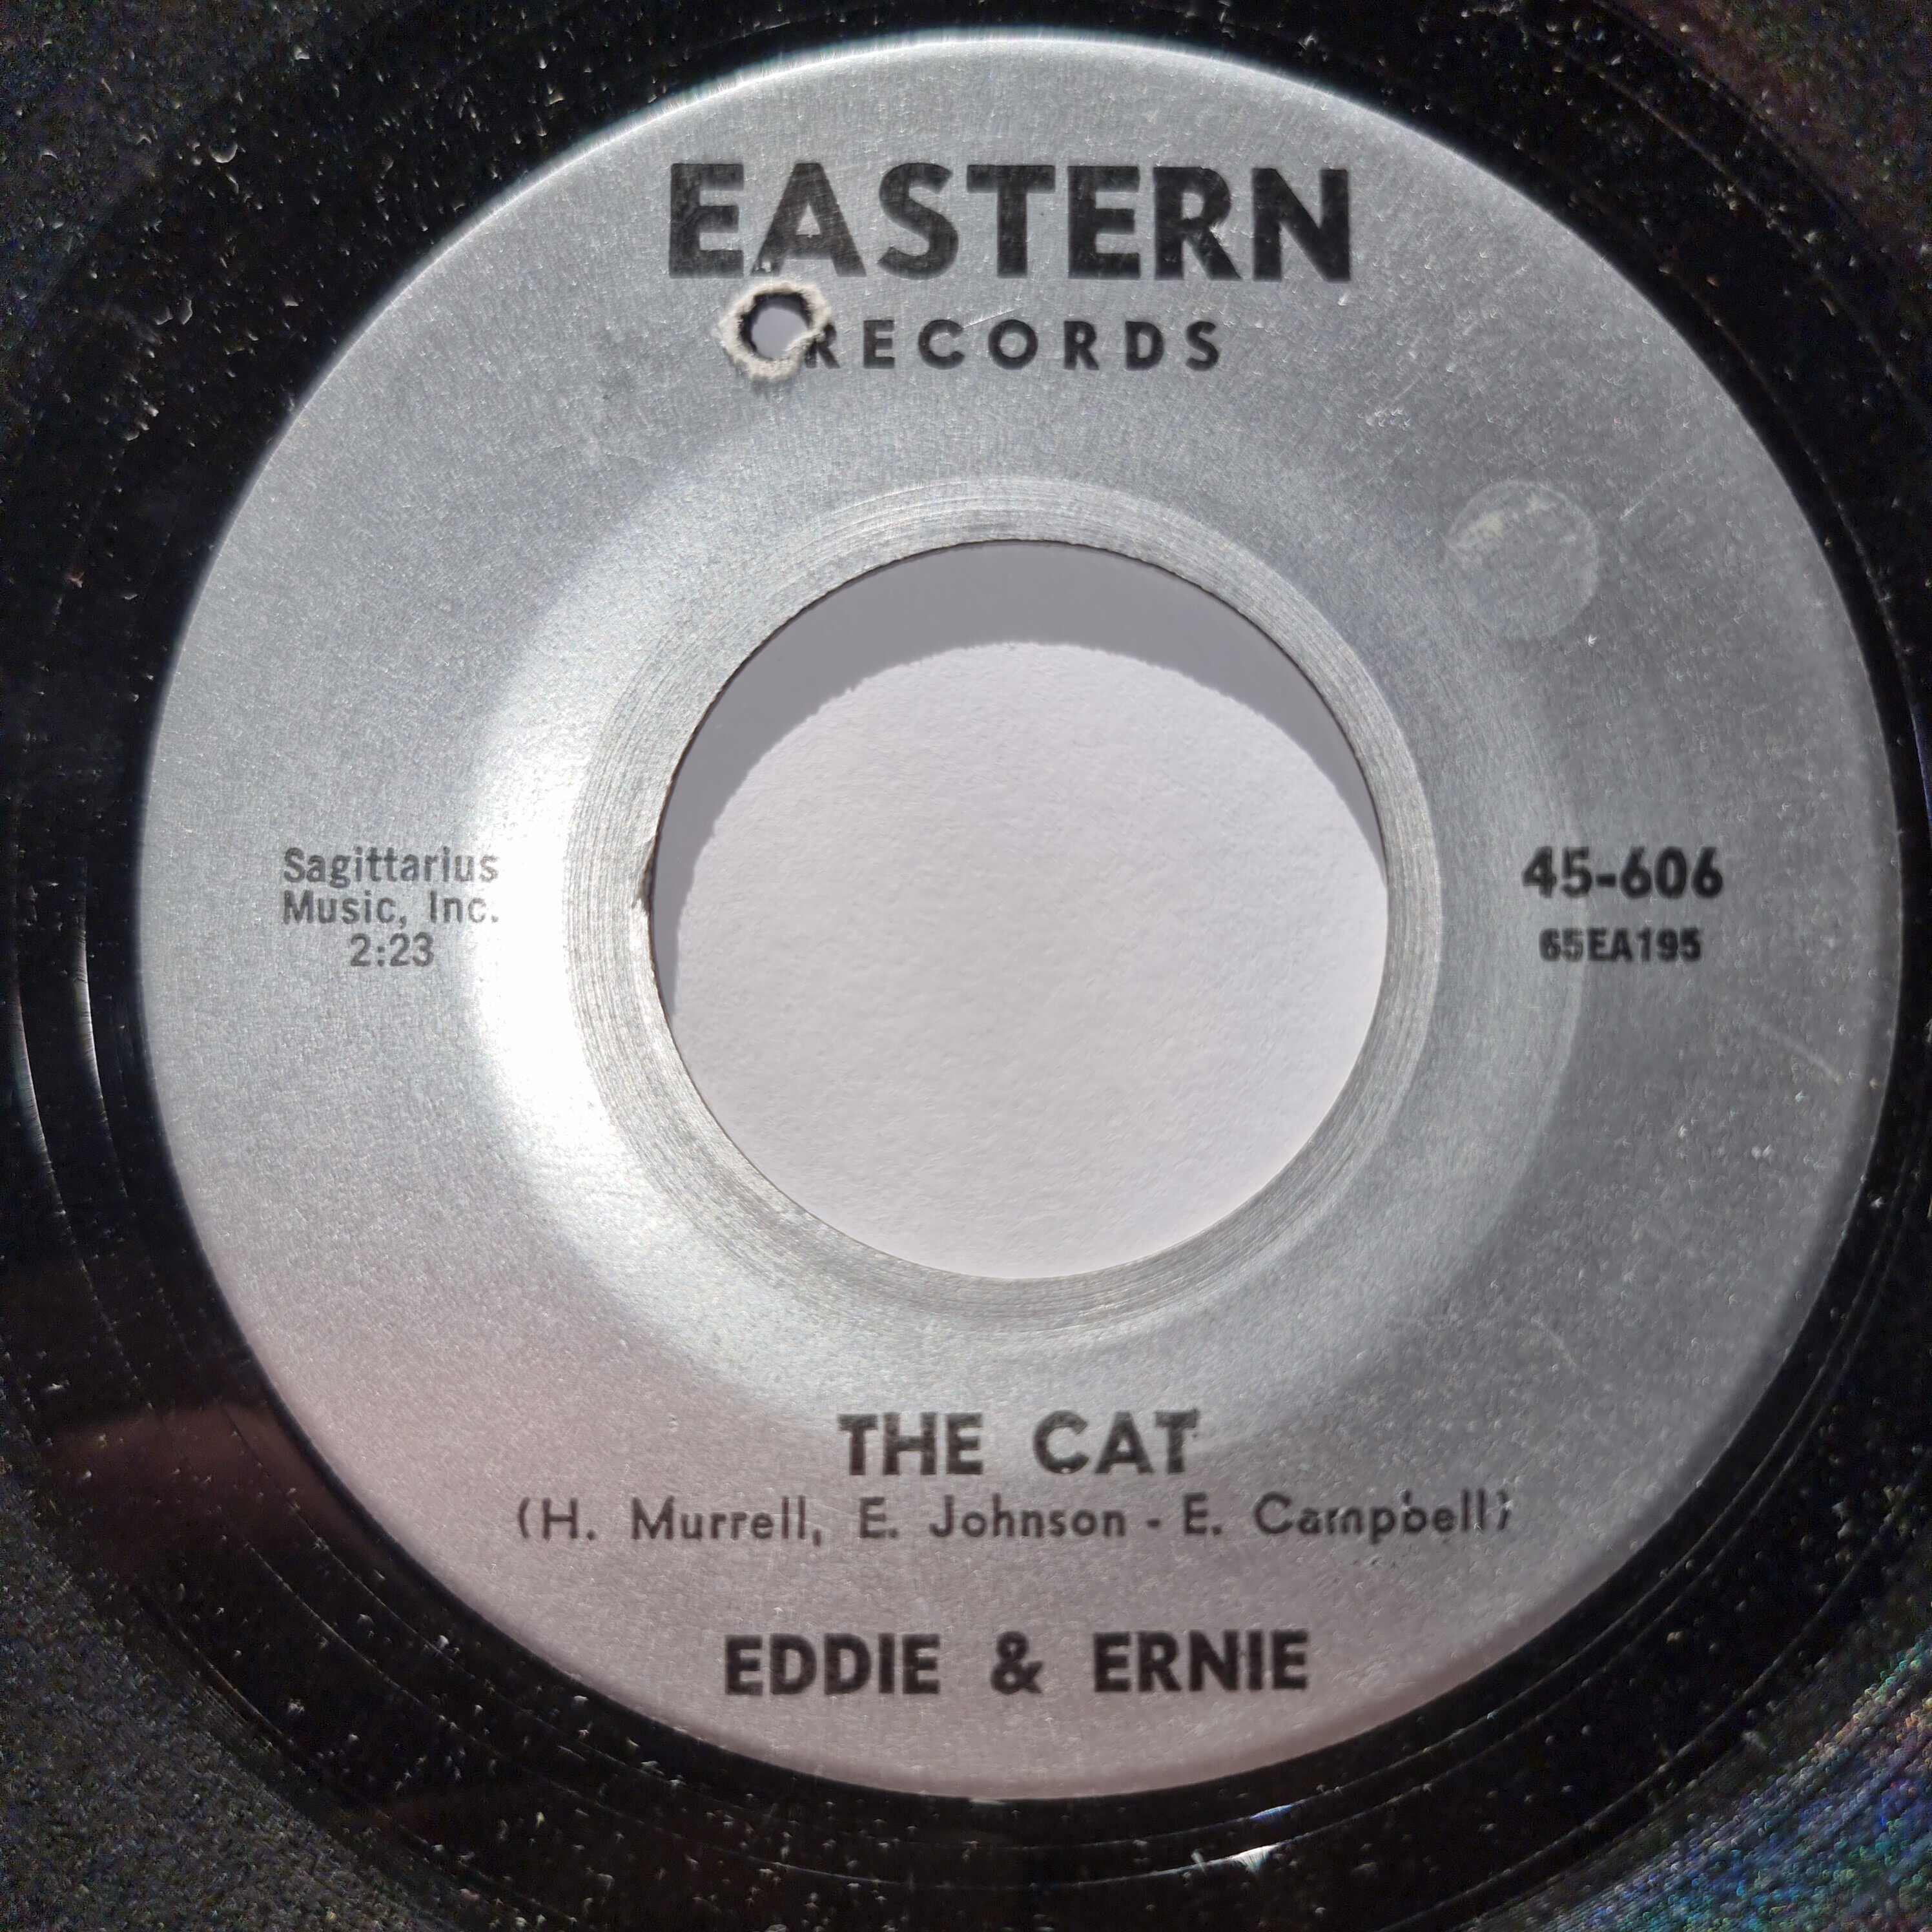 EASTERN
RECORDS
Sagittarius
Music, Inc.
2:23
45-606
65EA195
THE CAT
(H. Murrell, E. Johnson - E. Campbell)
EDDIE & ERNIE